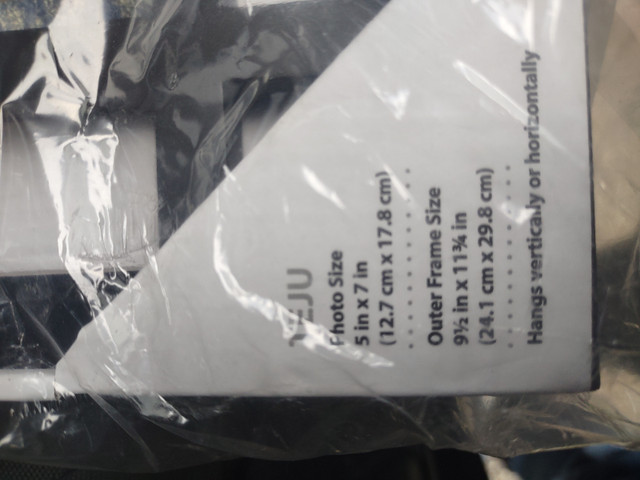 Photo Size
5 in x 7 in
(12.7 cm x 17.8 cm)
Outer Frame Size
9½ in x 11¾ in
(24.1 cm x 29.8 cm)
Hangs vertically or horizontally